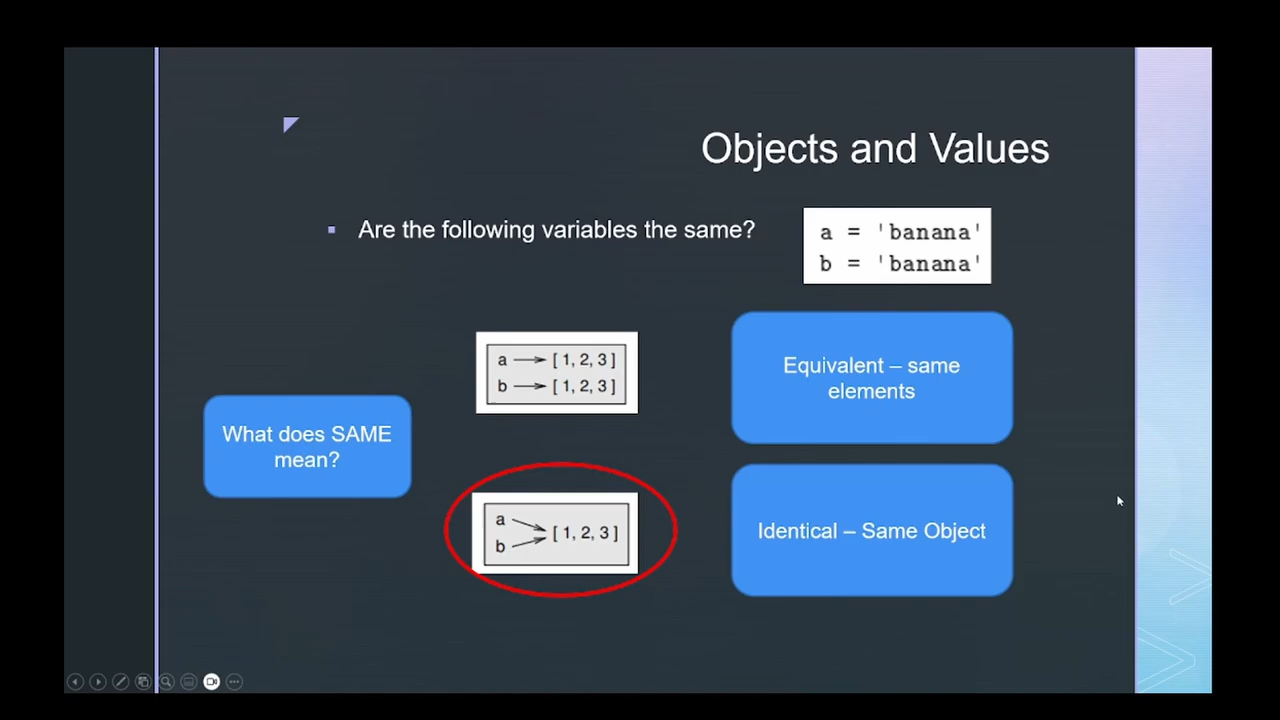 Objects and Values
▪ Are the following variables the same?
a = 'banana'
b = 'banana'
a → [ 1, 2, 3 ]
b → [ 1, 2, 3 ]
Equivalent – same
elements
What does SAME
mean?
a
b
[ 1, 2, 3 ]
Identical – Same Object